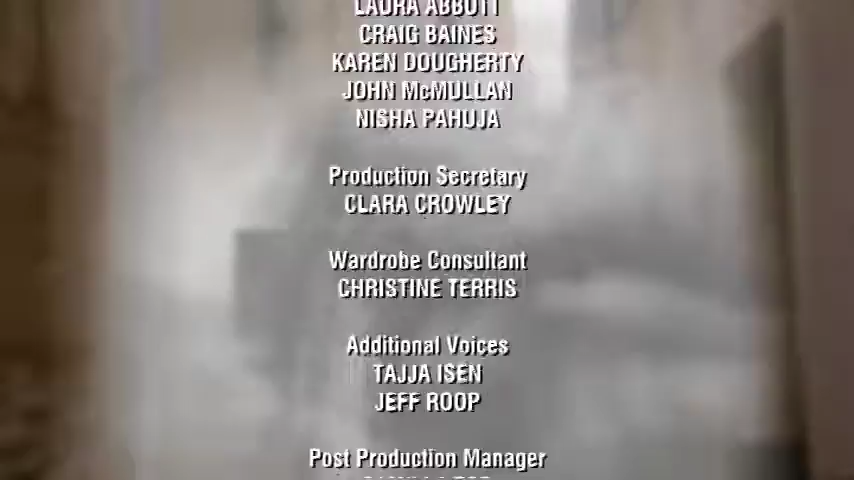 LAURA ABBOTT
CRAIG BAINES
KAREN DOUGHERTY
JOHN McMULLAN
NISHA PAHUJA
Production Secretary
CLARA CROWLEY
Wardrobe Consultant
CHRISTINE TERRIS
Additional Voices
TAJJA ISEN
JEFF ROOP
Post Production Manager